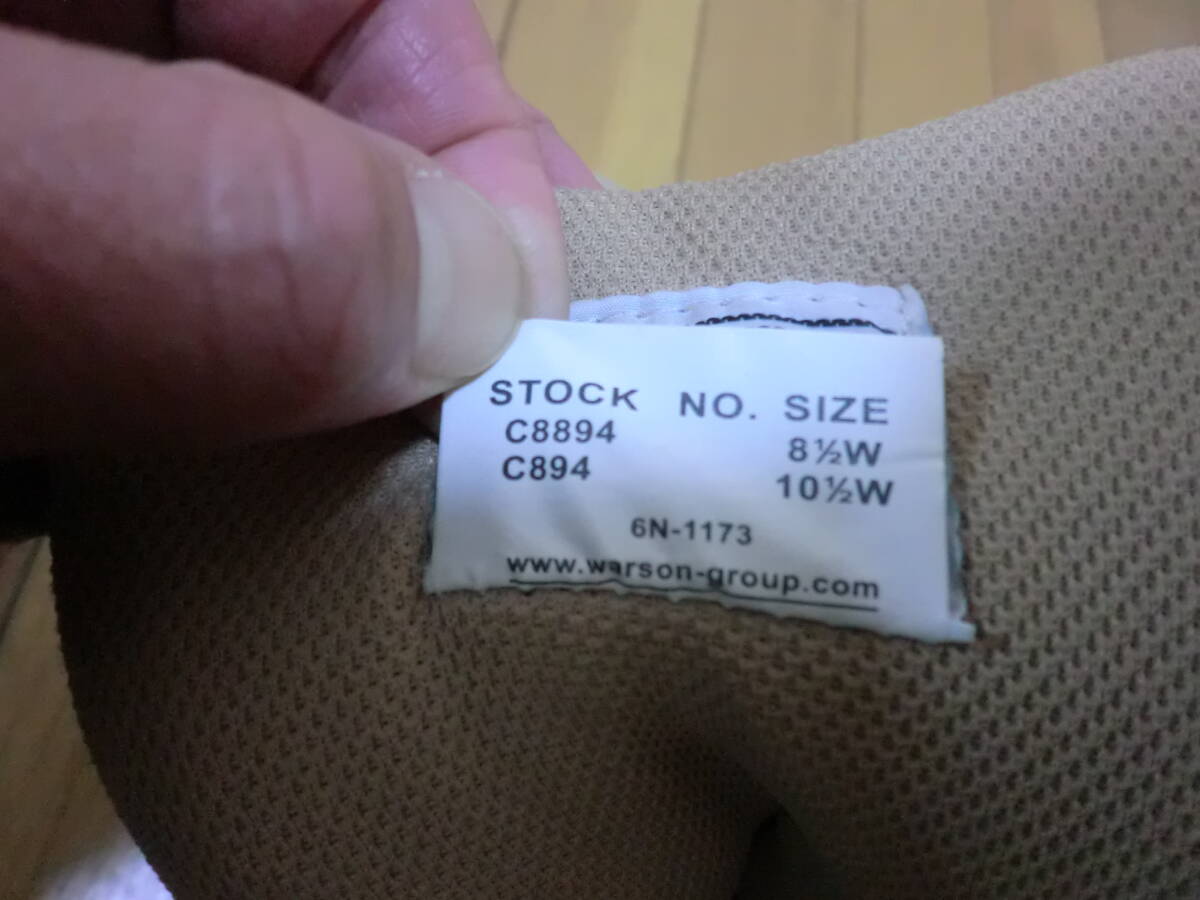 STOCK NO. SIZE
C8894 8½W
C894 10½W
6N-1173
www.warson-group.com